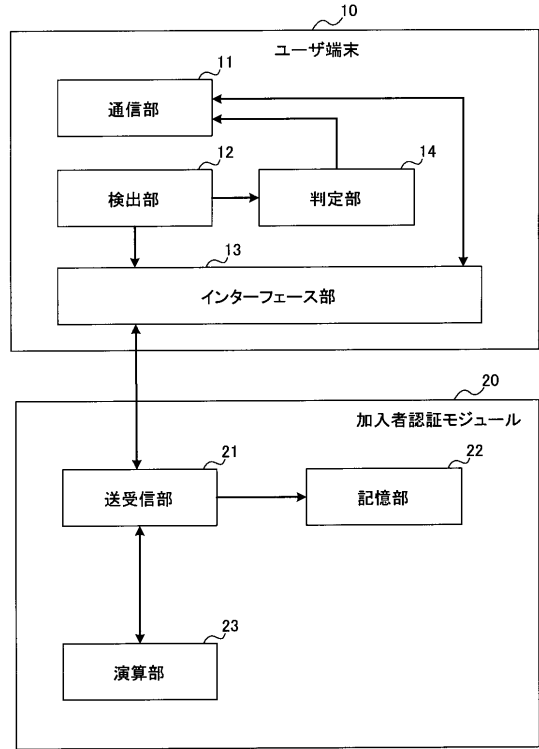 10
ユーザ端末
11
通信部
12
検出部
14
判定部
13
インターフェース部
20
加入者認証モジュール
21
送受信部
22
記憶部
23
演算部